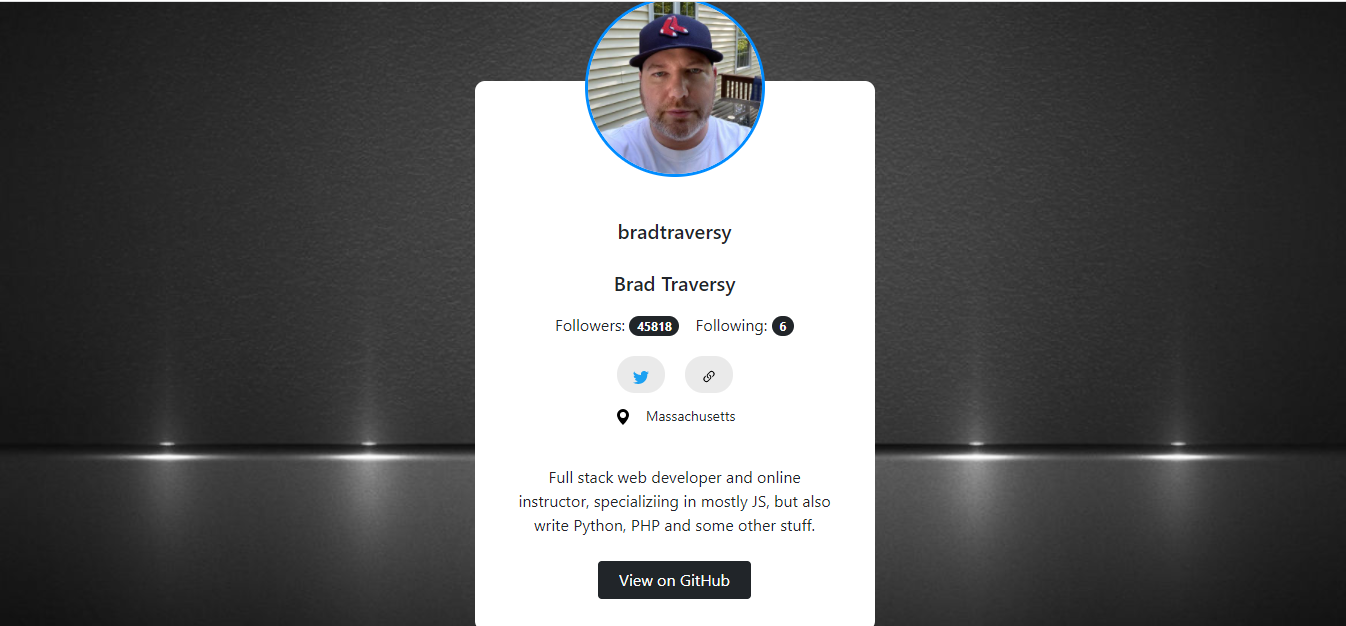 bradtraversy
Brad Traversy
Followers: 45818 Following: 6
Massachusetts
Full stack web developer and online
instructor, specializiing in mostly JS, but also
write Python, PHP and some other stuff.
View on GitHub